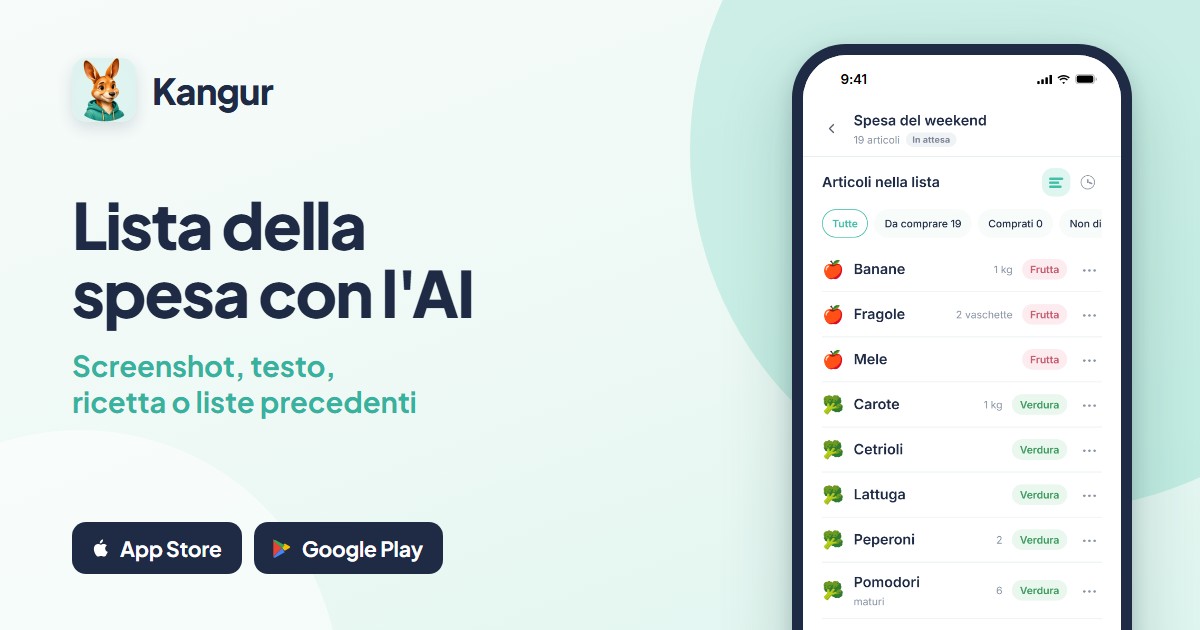 Kangur
Lista della
spesa con l'AI
Screenshot, testo,
ricetta o liste precedenti
App Store
Google Play
9:41
Spesa del weekend
19 articoli In attesa
Articoli nella lista
Tutte Da comprare 19 Comprati 0 Non di
Banane 1 kg Frutta
Fragole 2 vaschette Frutta
Mele Frutta
Carote 1 kg Verdura
Cetrioli Verdura
Lattuga Verdura
Peperoni 2 Verdura
Pomodori 6 Verdura
maturi